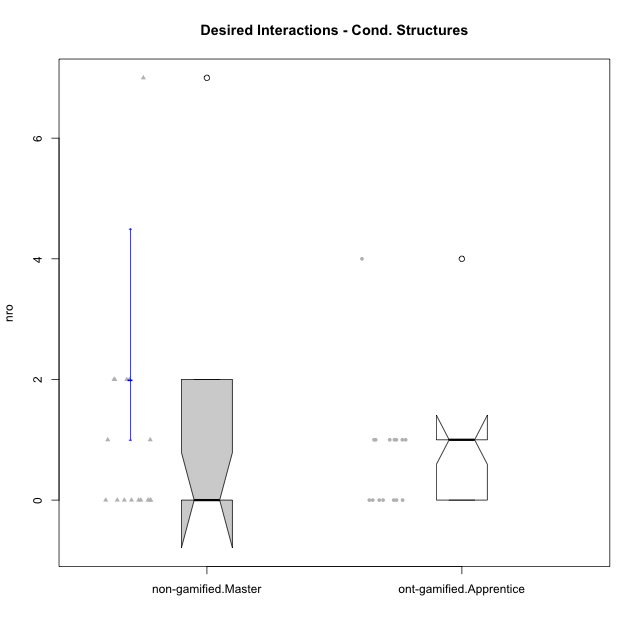 Desired Interactions - Cond. Structures
nro
6
4
2
0
non-gamified.Master
ont-gamified.Apprentice